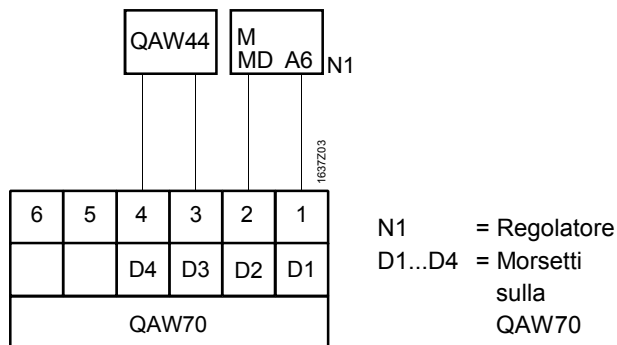 QAW44
M
MD A6
N1
1637Z03
6 5 4 3 2 1
D4 D3 D2 D1
QAW70
N1 = Regolatore
D1...D4 = Morsetti
sulla
QAW70